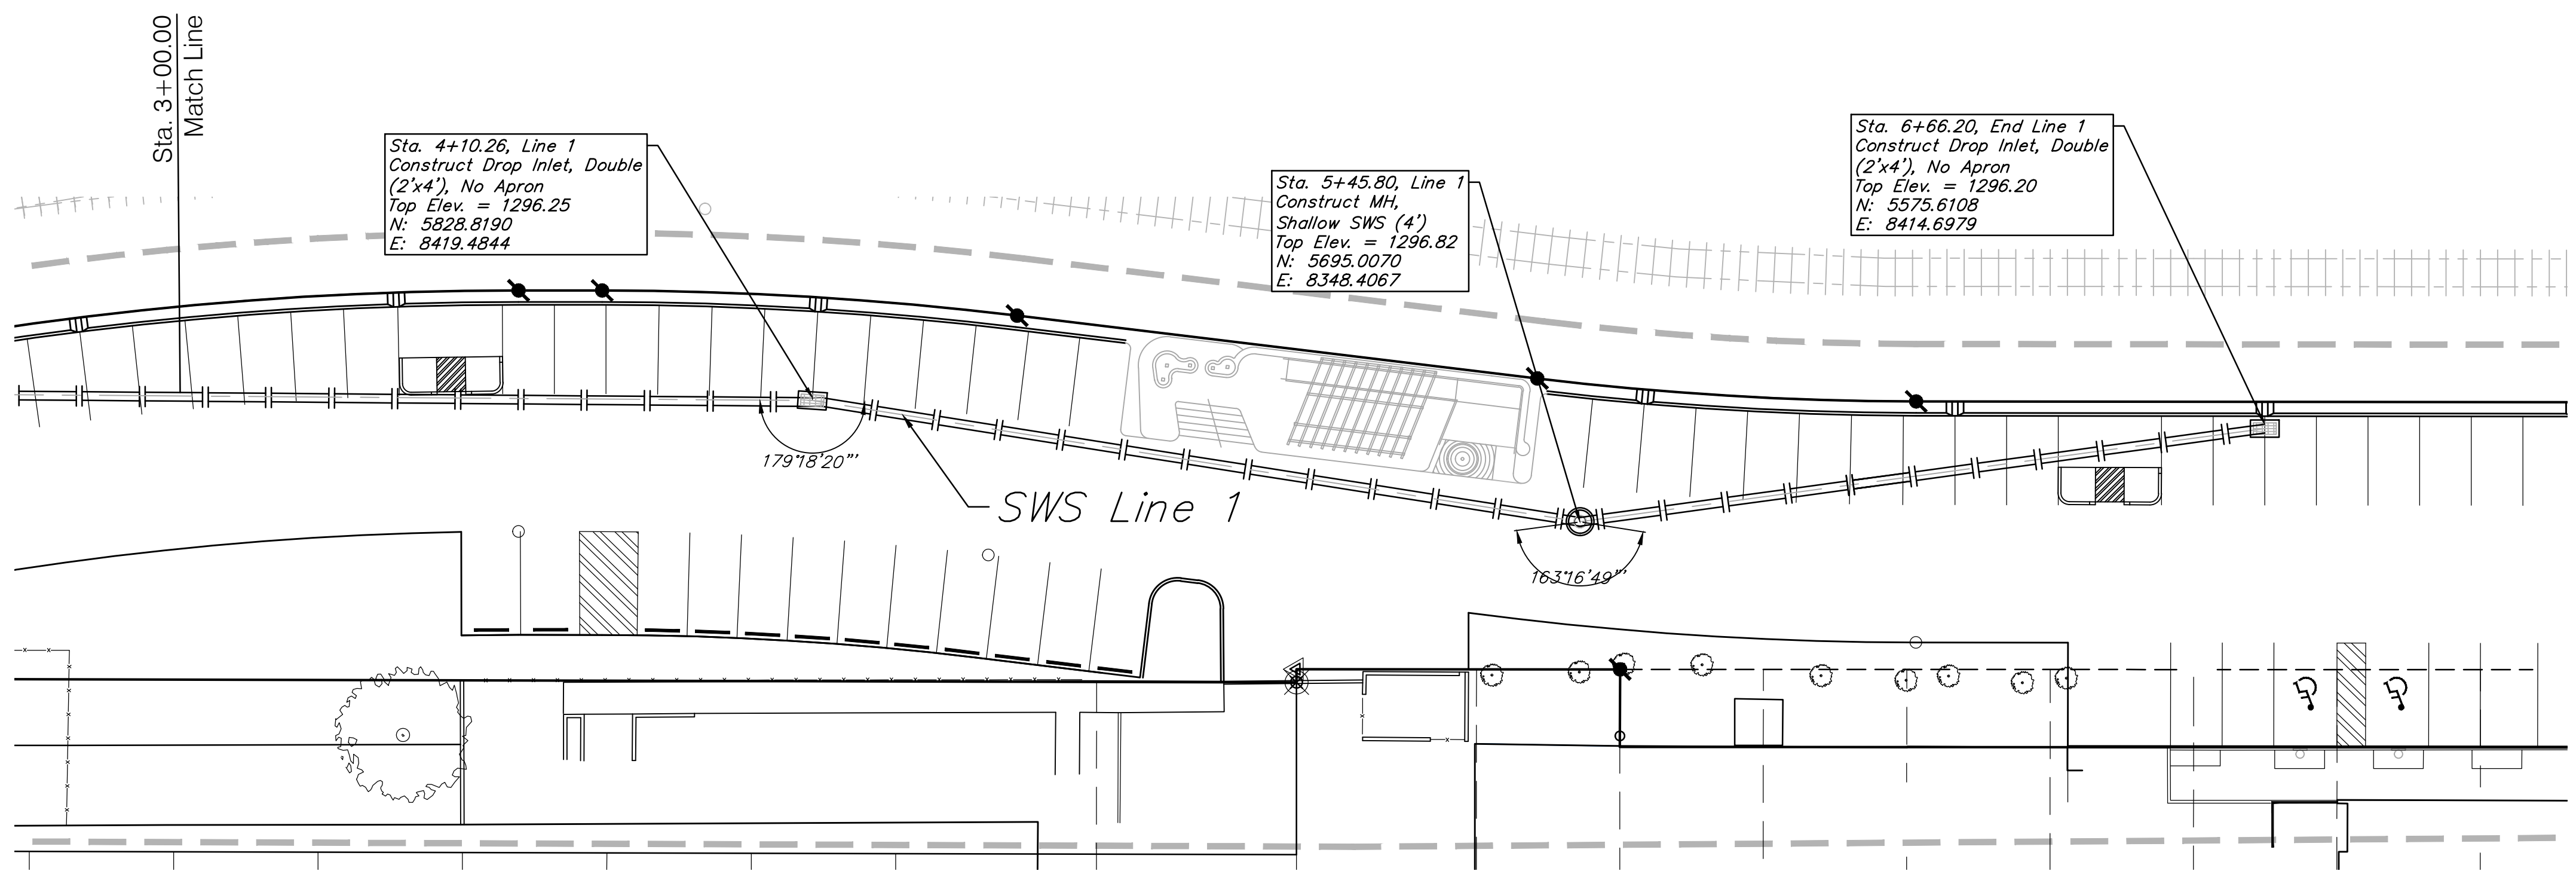 Sta. 3+00.00
Match Line
Sta. 4+10.26, Line 1
Construct Drop Inlet, Double
(2'x4'), No Apron
Top Elev. = 1296.25
N: 5828.8190
E: 8419.4844
Sta. 5+45.80, Line 1
Construct MH,
Shallow SWS (4')
Top Elev. = 1296.82
N: 5695.0070
E: 8348.4067
Sta. 6+66.20, End Line 1
Construct Drop Inlet, Double
(2'x4'), No Apron
Top Elev. = 1296.20
N: 5575.6108
E: 8414.6979
179°18'20"'
SWS Line 1
163°16'49"'